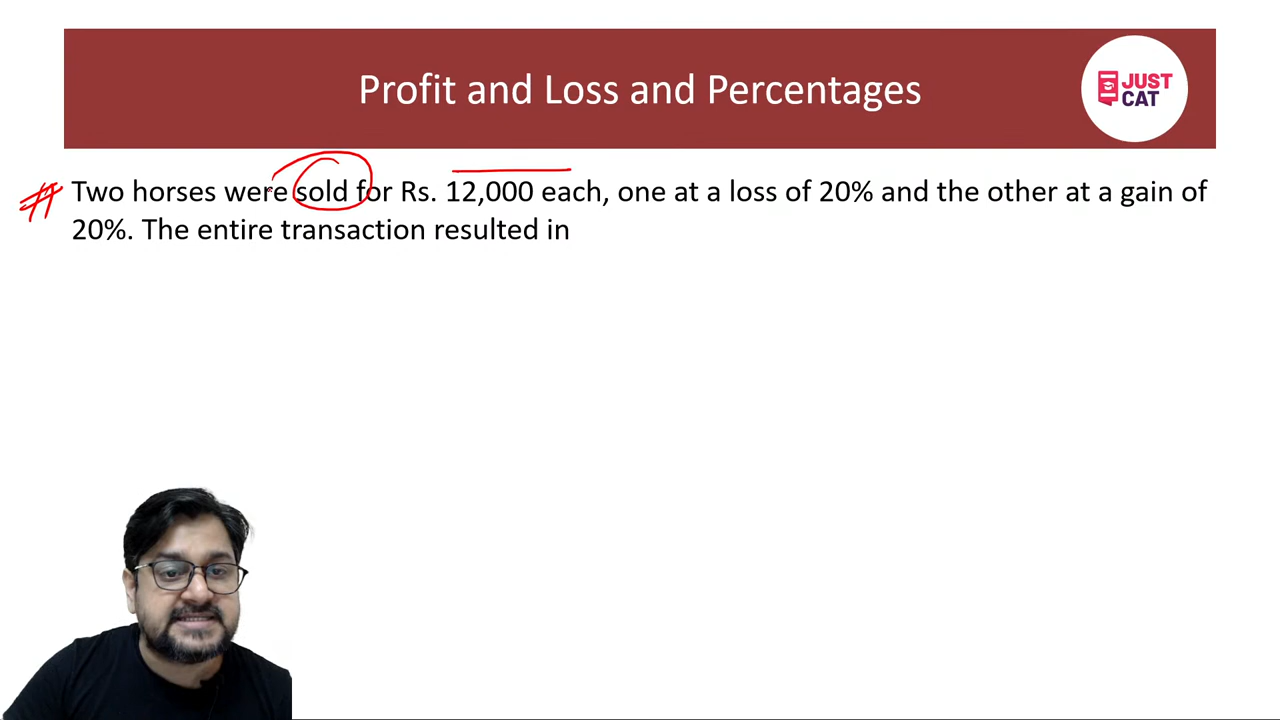 Profit and Loss and Percentages
JUST
CAT
# Two horses were sold for Rs. 12,000 each, one at a loss of 20% and the other at a gain of
20%. The entire transaction resulted in